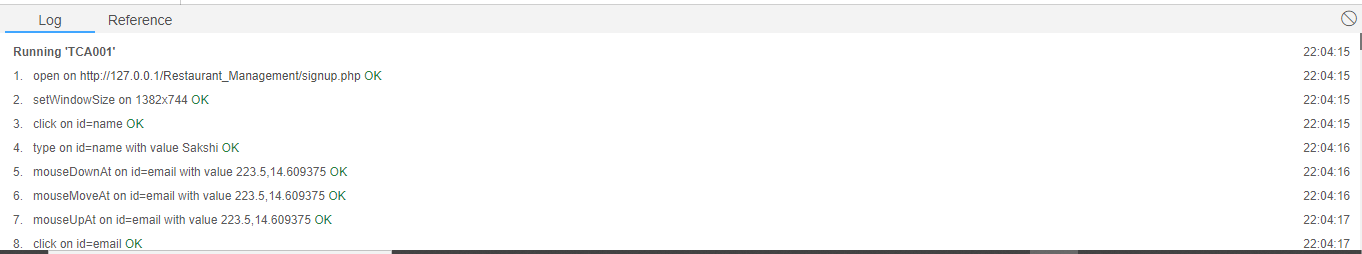 Log Reference
Running 'TCA001' 22:04:15
1. open on http://127.0.0.1/Restaurant_Management/signup.php OK 22:04:15
2. setWindowSize on 1382x744 OK 22:04:15
3. click on id=name OK 22:04:15
4. type on id=name with value Sakshi OK 22:04:16
5. mouseDownAt on id=email with value 223.5,14.609375 OK 22:04:16
6. mouseMoveAt on id=email with value 223.5,14.609375 OK 22:04:16
7. mouseUpAt on id=email with value 223.5,14.609375 OK 22:04:17
8. click on id=email OK 22:04:17